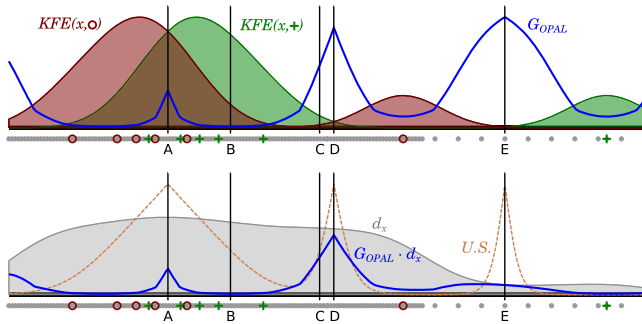 KFE(x,o) KFE(x,+) G_OPAL
A B C D E
d_x
G_OPAL · d_x U.S.
A B C D E